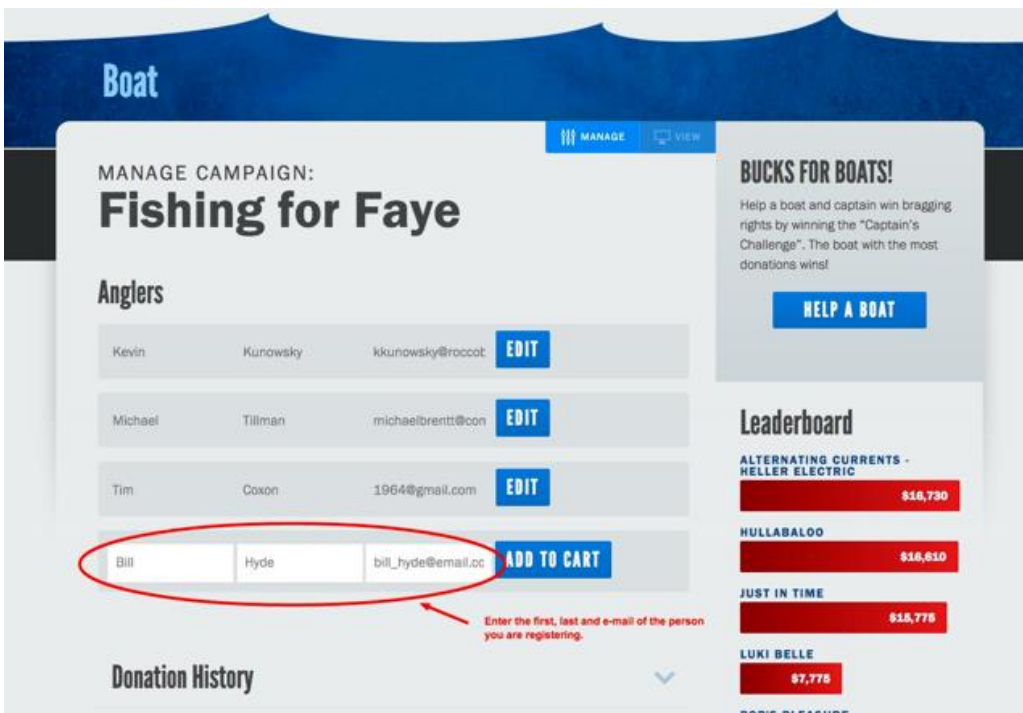 Boat
MANAGE
VIEW
MANAGE CAMPAIGN:
Fishing for Faye
Anglers
Kevin Kunowsky kkunowsky@roccot EDIT
Michael Tillman michaelbrentt@con EDIT
Tim Coxon 1964@gmail.com EDIT
Bill Hyde bill_hyde@email.cc ADD TO CART
Enter the first, last and e-mail of the person
you are registering.
Donation History
BUCKS FOR BOATS!
Help a boat and captain win bragging
rights by winning the "Captain's
Challenge". The boat with the most
donations wins!
HELP A BOAT
Leaderboard
ALTERNATING CURRENTS -
HELLER ELECTRIC
$16,730
HULLABALOO
$16,610
JUST IN TIME
$15,775
LUKI BELLE
$7,775